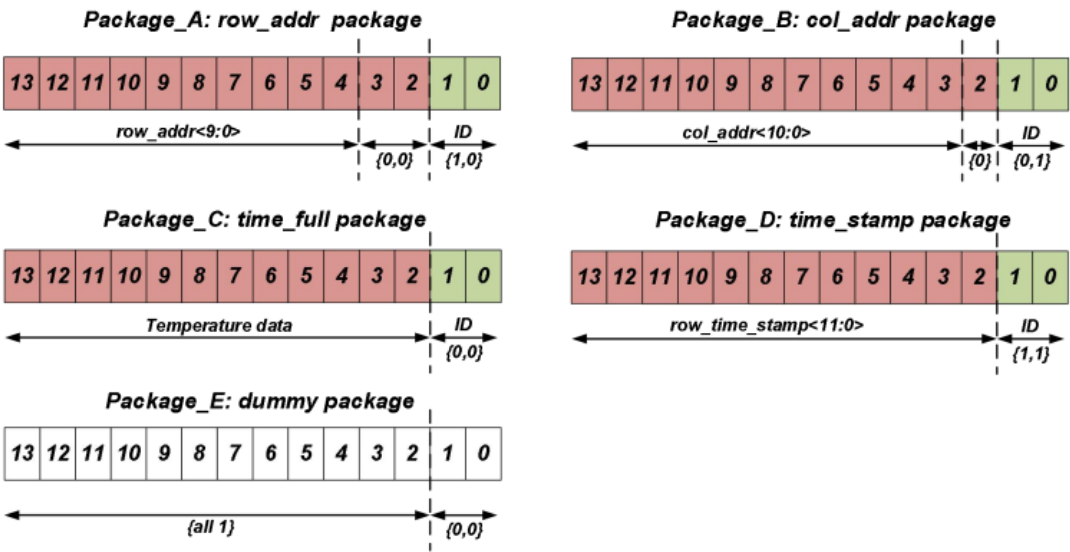 Package_A: row_addr package
13 12 11 10 9 8 7 6 5 4 3 2 1 0
row_addr<9:0> ID
{0,0} {1,0}
Package_B: col_addr package
13 12 11 10 9 8 7 6 5 4 3 2 1 0
col_addr<10:0> ID
{0} {0,1}
Package_C: time_full package
13 12 11 10 9 8 7 6 5 4 3 2 1 0
Temperature data ID
{0,0}
Package_D: time_stamp package
13 12 11 10 9 8 7 6 5 4 3 2 1 0
row_time_stamp<11:0> ID
{1,1}
Package_E: dummy package
13 12 11 10 9 8 7 6 5 4 3 2 1 0
{all 1} {0,0}